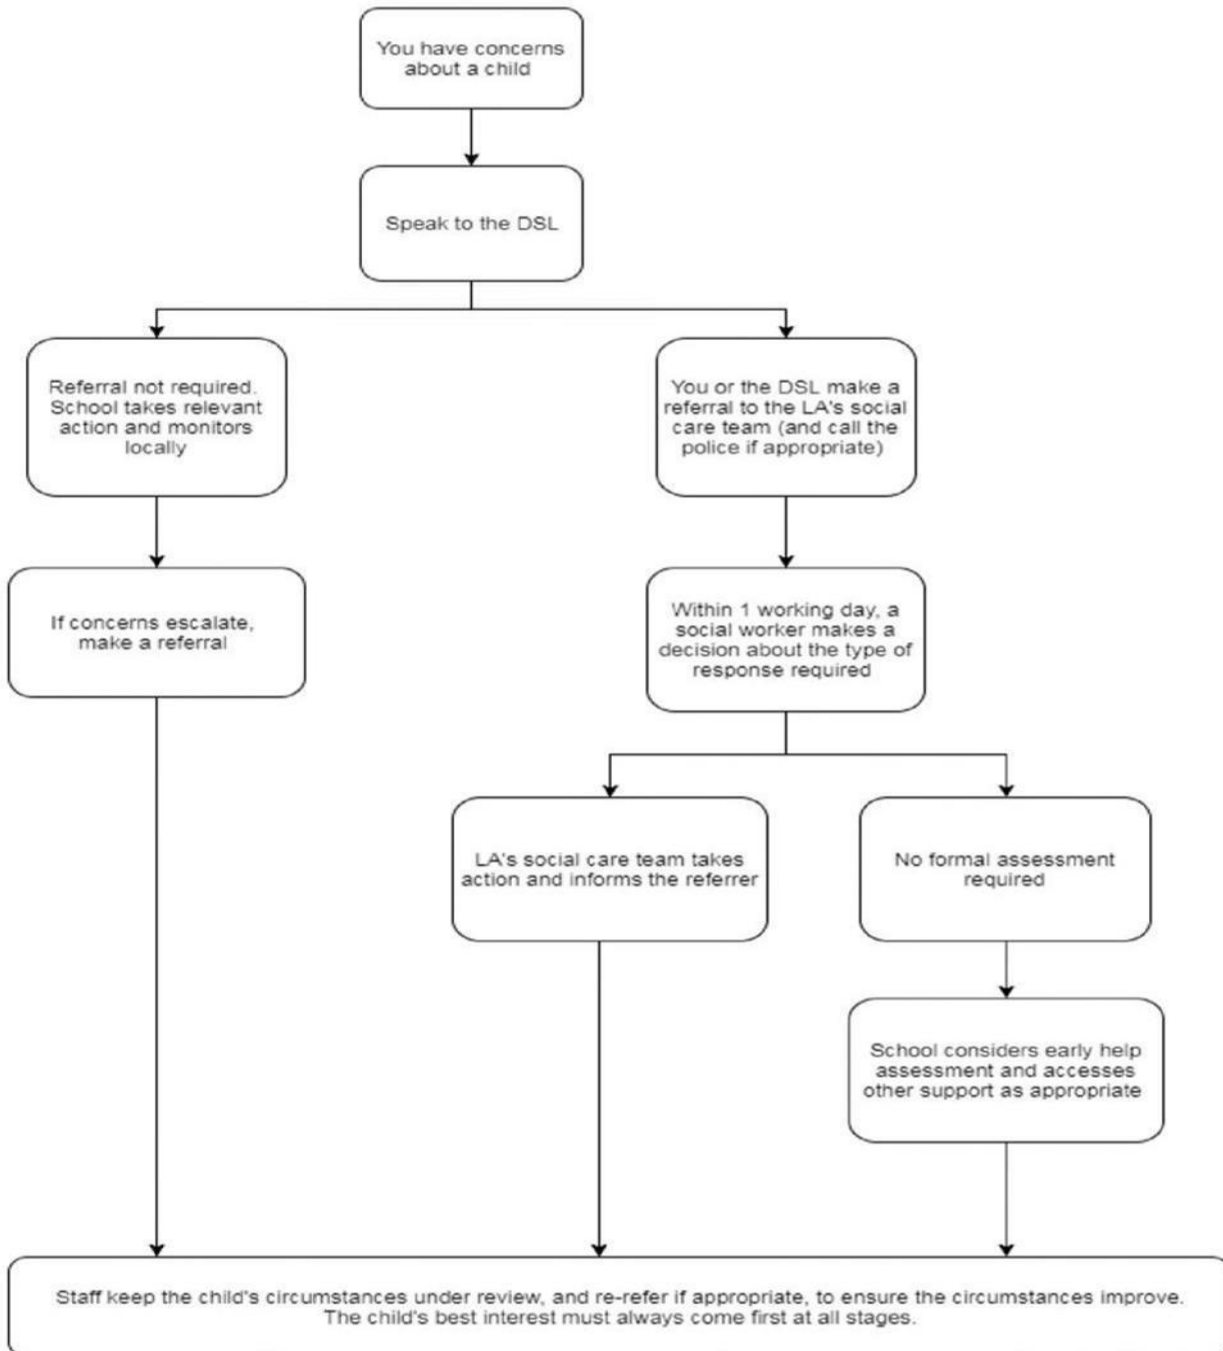 You have concerns
about a child
Speak to the DSL
Referral not required.
School takes relevant
action and monitors
locally
You or the DSL make a
referral to the LA's social
care team (and call the
police if appropriate)
If concerns escalate,
make a referral
Within 1 working day, a
social worker makes a
decision about the type of
response required
LA's social care team takes
action and informs the referrer
No formal assessment
required
School considers early help
assessment and accesses
other support as appropriate
Staff keep the child's circumstances under review, and re-refer if appropriate, to ensure the circumstances improve.
The child's best interest must always come first at all stages.